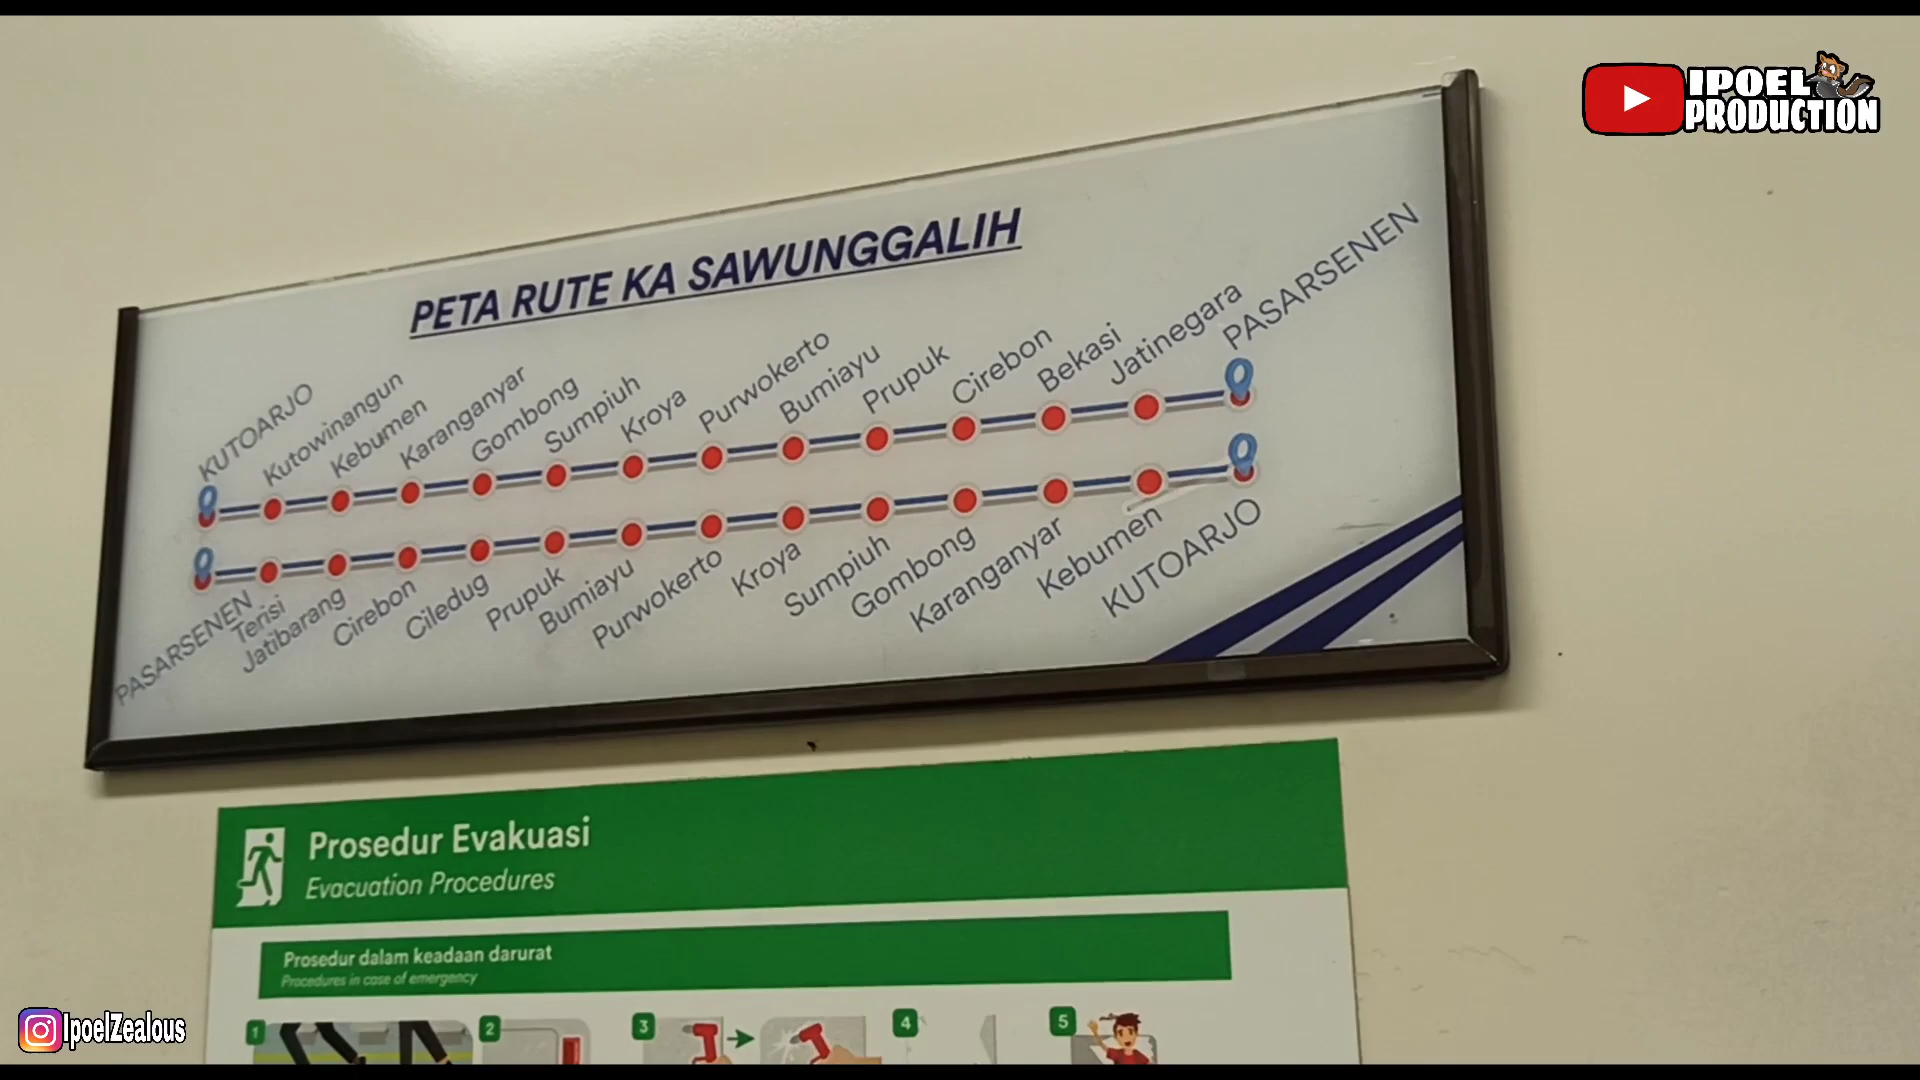 IPOEL
PRODUCTION
PETA RUTE KA SAWUNGGALIH
KUTOARJO
Kutowinangun
Kebumen
Karanganyar
Gombong
Sumpiuh
Kroya
Purwokerto
Bumiayu
Prupuk
Cirebon
Bekasi
Jatinegara
PASARSENEN
PASARSENEN
Terisi
Jatibarang
Cirebon
Ciledug
Prupuk
Bumiayu
Purwokerto
Kroya
Sumpiuh
Gombong
Karanganyar
Kebumen
KUTOARJO
Prosedur Evakuasi
Evacuation Procedures
Prosedur dalam keadaan darurat
Procedures in case of emergency
1 2 3 4 5
IpoelZealous